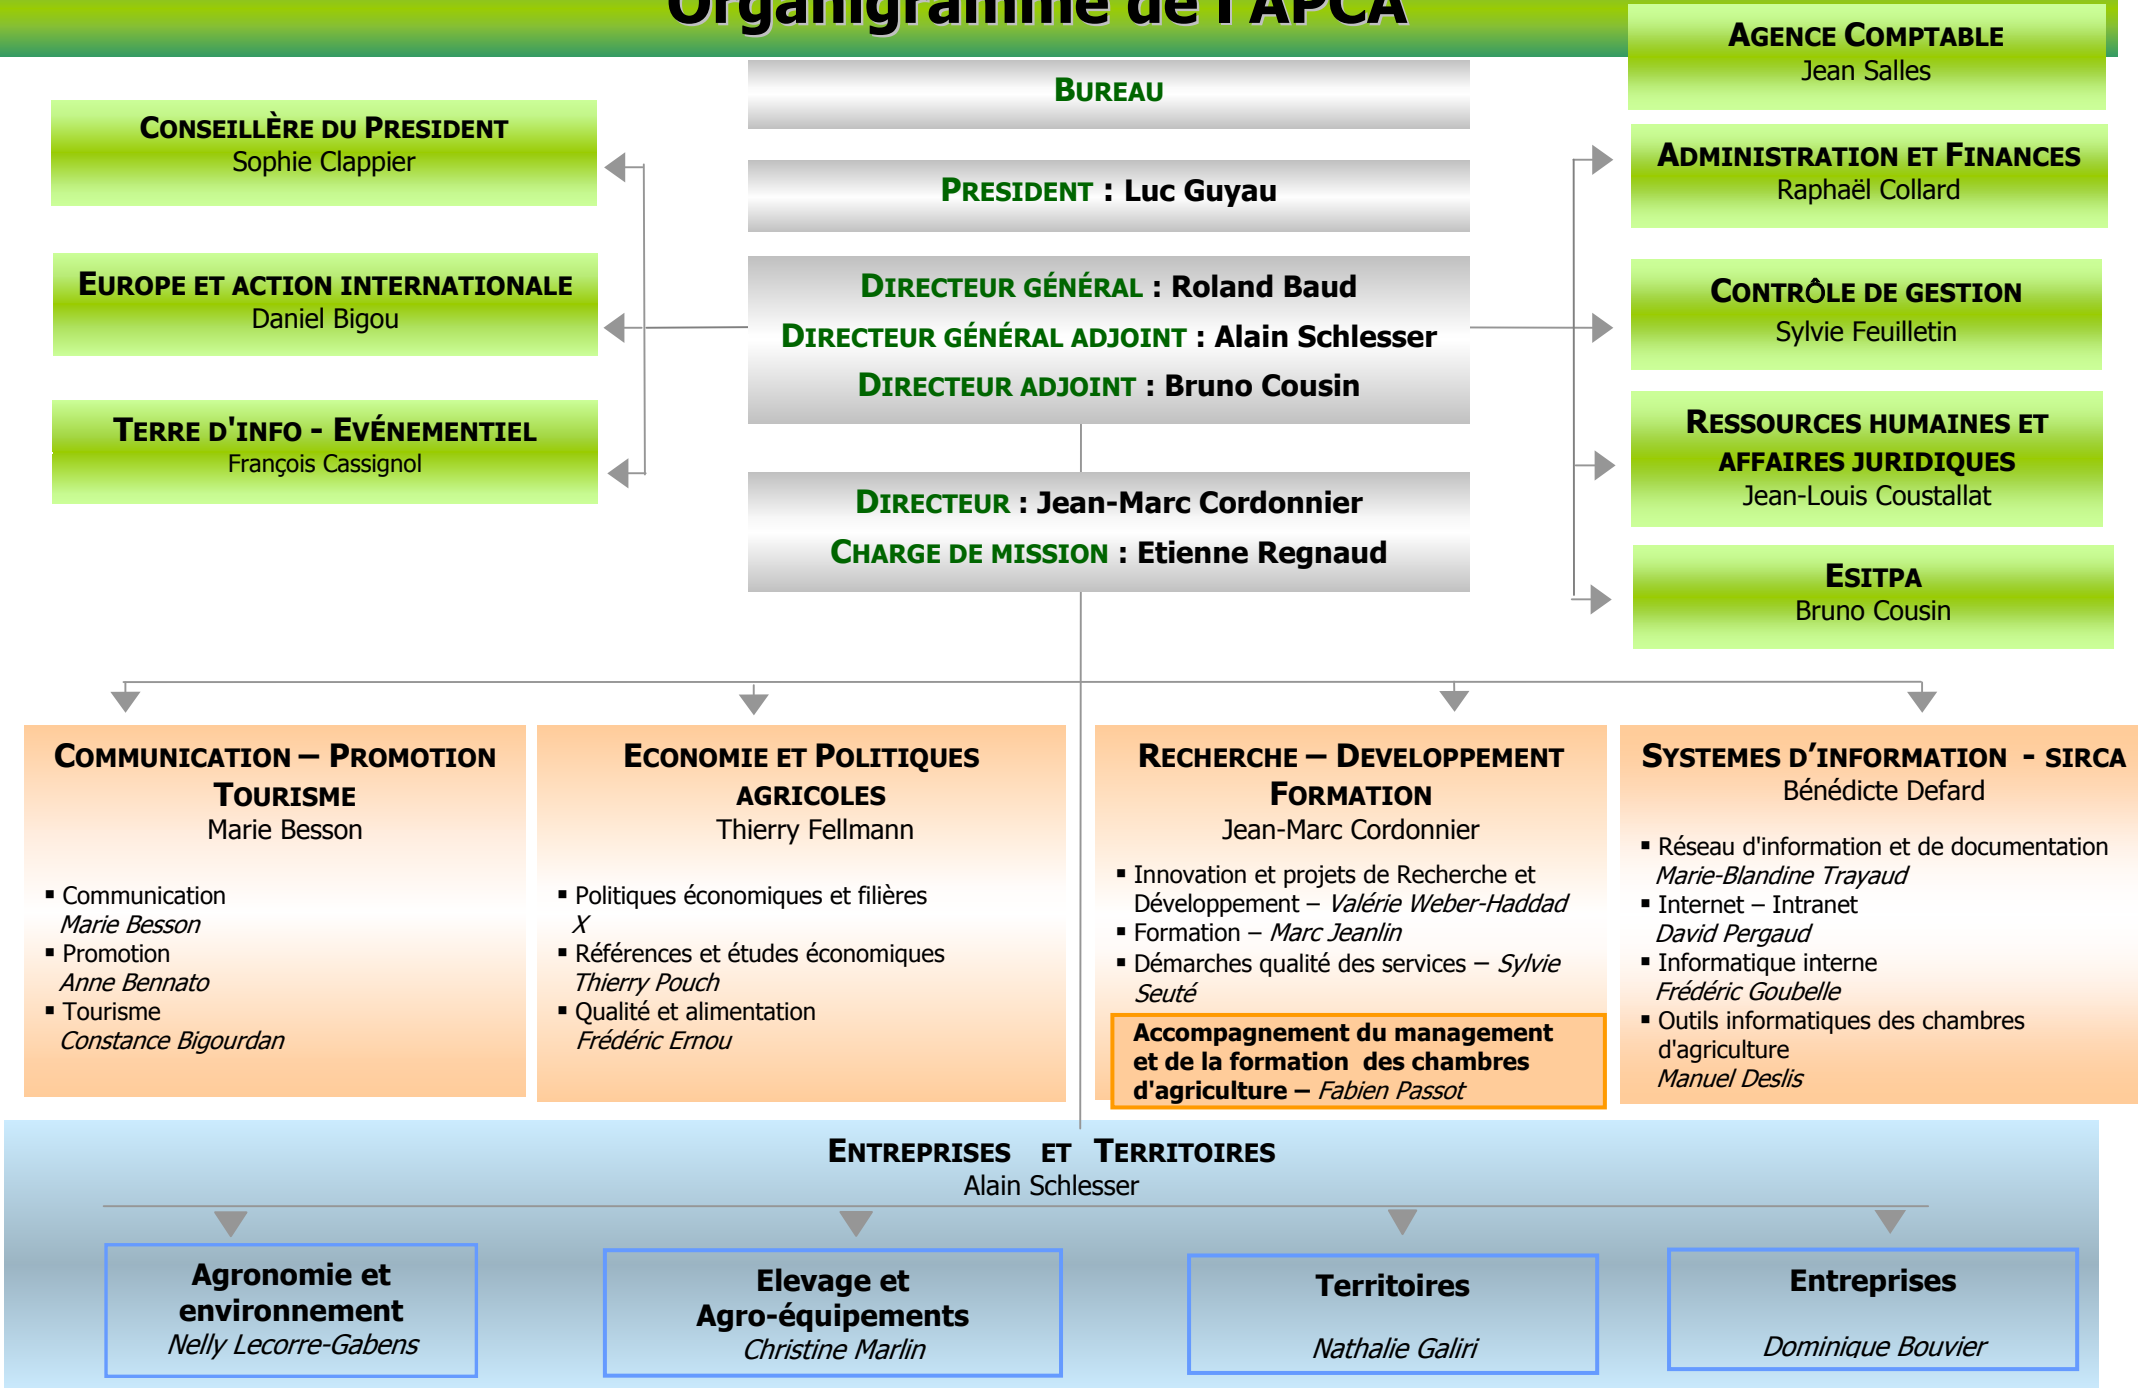 Organigramme de l'APCA
AGENCE COMPTABLE
Jean Salles
BUREAU
CONSEILLÈRE DU PRESIDENT
Sophie Clappier
ADMINISTRATION ET FINANCES
Raphaël Collard
PRESIDENT : Luc Guyau
EUROPE ET ACTION INTERNATIONALE
Daniel Bigou
DIRECTEUR GÉNÉRAL : Roland Baud
DIRECTEUR GÉNÉRAL ADJOINT : Alain Schlesser
DIRECTEUR ADJOINT : Bruno Cousin
CONTRÔLE DE GESTION
Sylvie Feuilletin
TERRE D'INFO - EVÉNEMENTIEL
François Cassignol
RESSOURCES HUMAINES ET
AFFAIRES JURIDIQUES
Jean-Louis Coustallat
DIRECTEUR : Jean-Marc Cordonnier
CHARGE DE MISSION : Etienne Regnaud
ESITPA
Bruno Cousin
COMMUNICATION – PROMOTION
TOURISME
Marie Besson
▪ Communication
Marie Besson
▪ Promotion
Anne Bennato
▪ Tourisme
Constance Bigourdan
ECONOMIE ET POLITIQUES
AGRICOLES
Thierry Fellmann
▪ Politiques économiques et filières
X
▪ Références et études économiques
Thierry Pouch
▪ Qualité et alimentation
Frédéric Ernou
RECHERCHE – DEVELOPPEMENT
FORMATION
Jean-Marc Cordonnier
▪ Innovation et projets de Recherche et
Développement – Valérie Weber-Haddad
▪ Formation – Marc Jeanlin
▪ Démarches qualité des services – Sylvie
Seuté
Accompagnement du management
et de la formation des chambres
d'agriculture – Fabien Passot
SYSTEMES D’INFORMATION - SIRCA
Bénédicte Defard
▪ Réseau d'information et de documentation
Marie-Blandine Trayaud
▪ Internet – Intranet
David Pergaud
▪ Informatique interne
Frédéric Goubelle
▪ Outils informatiques des chambres
d'agriculture
Manuel Deslis
ENTREPRISES ET TERRITOIRES
Alain Schlesser
Agronomie et
environnement
Nelly Lecorre-Gabens
Elevage et
Agro-équipements
Christine Marlin
Territoires
Nathalie Galiri
Entreprises
Dominique Bouvier